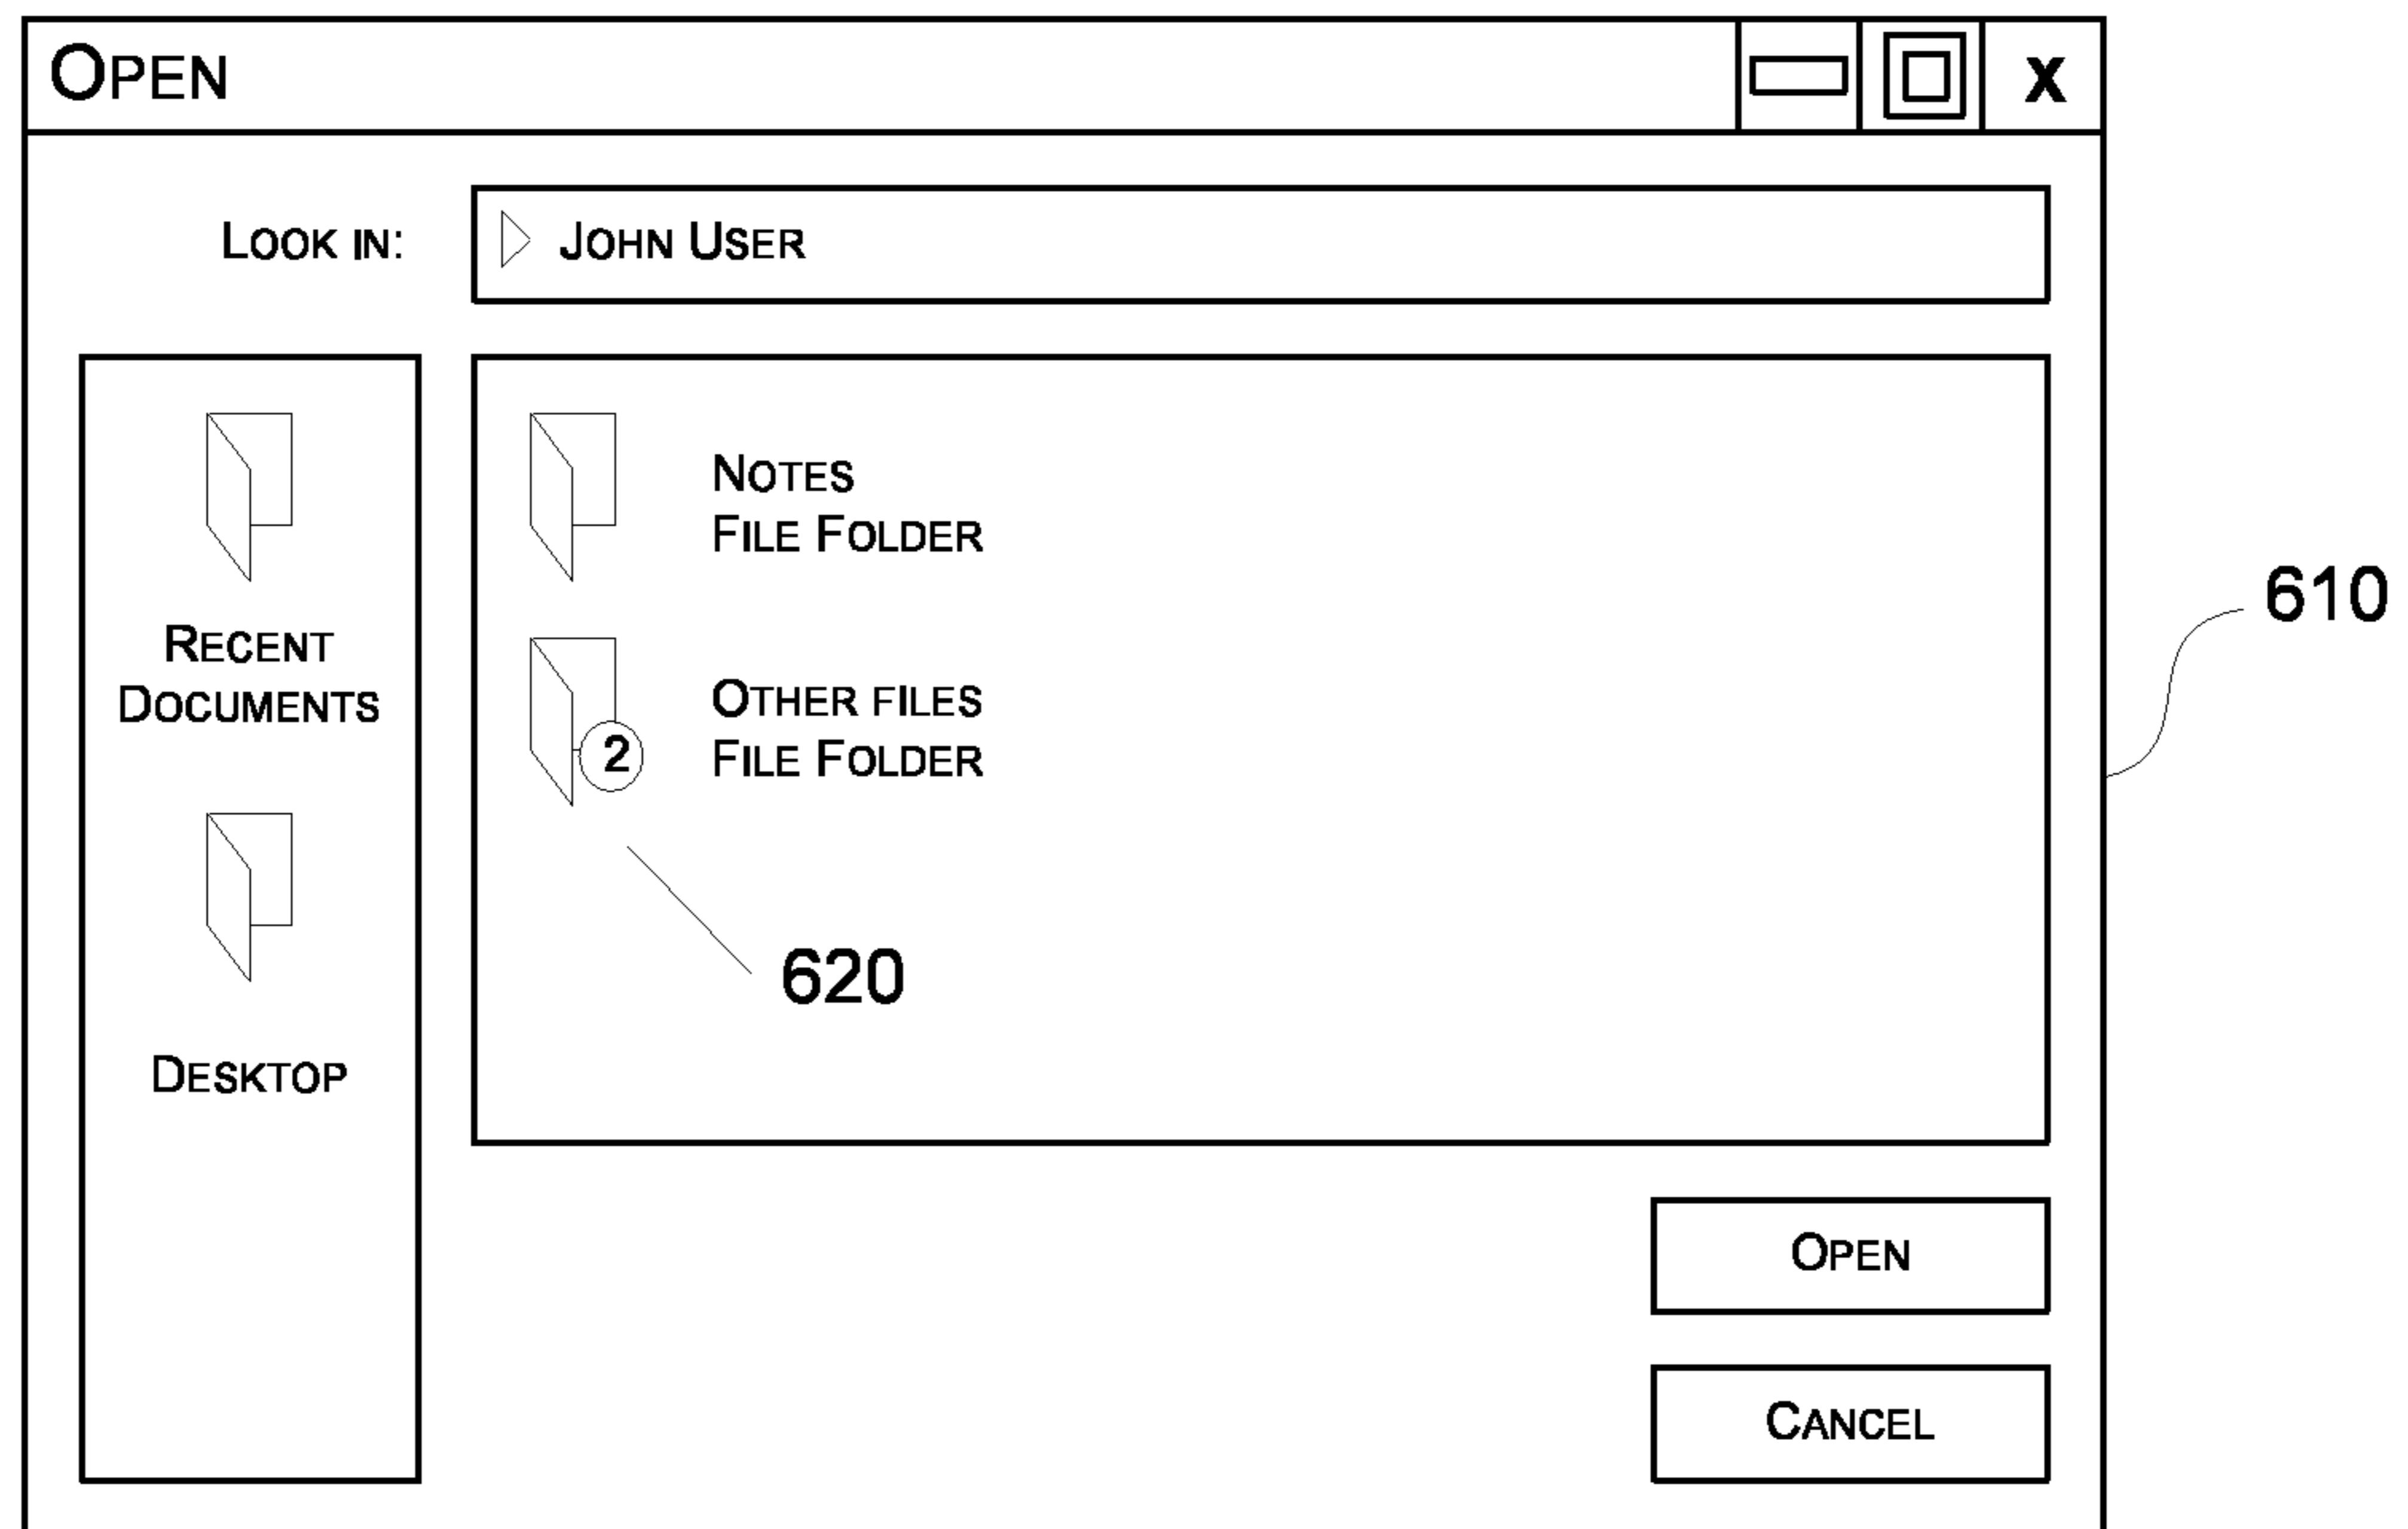 OPEN X
LOOK IN: JOHN USER
RECENT
DOCUMENTS
DESKTOP
NOTES
FILE FOLDER
OTHER FILES
FILE FOLDER
2
620
610
OPEN
CANCEL